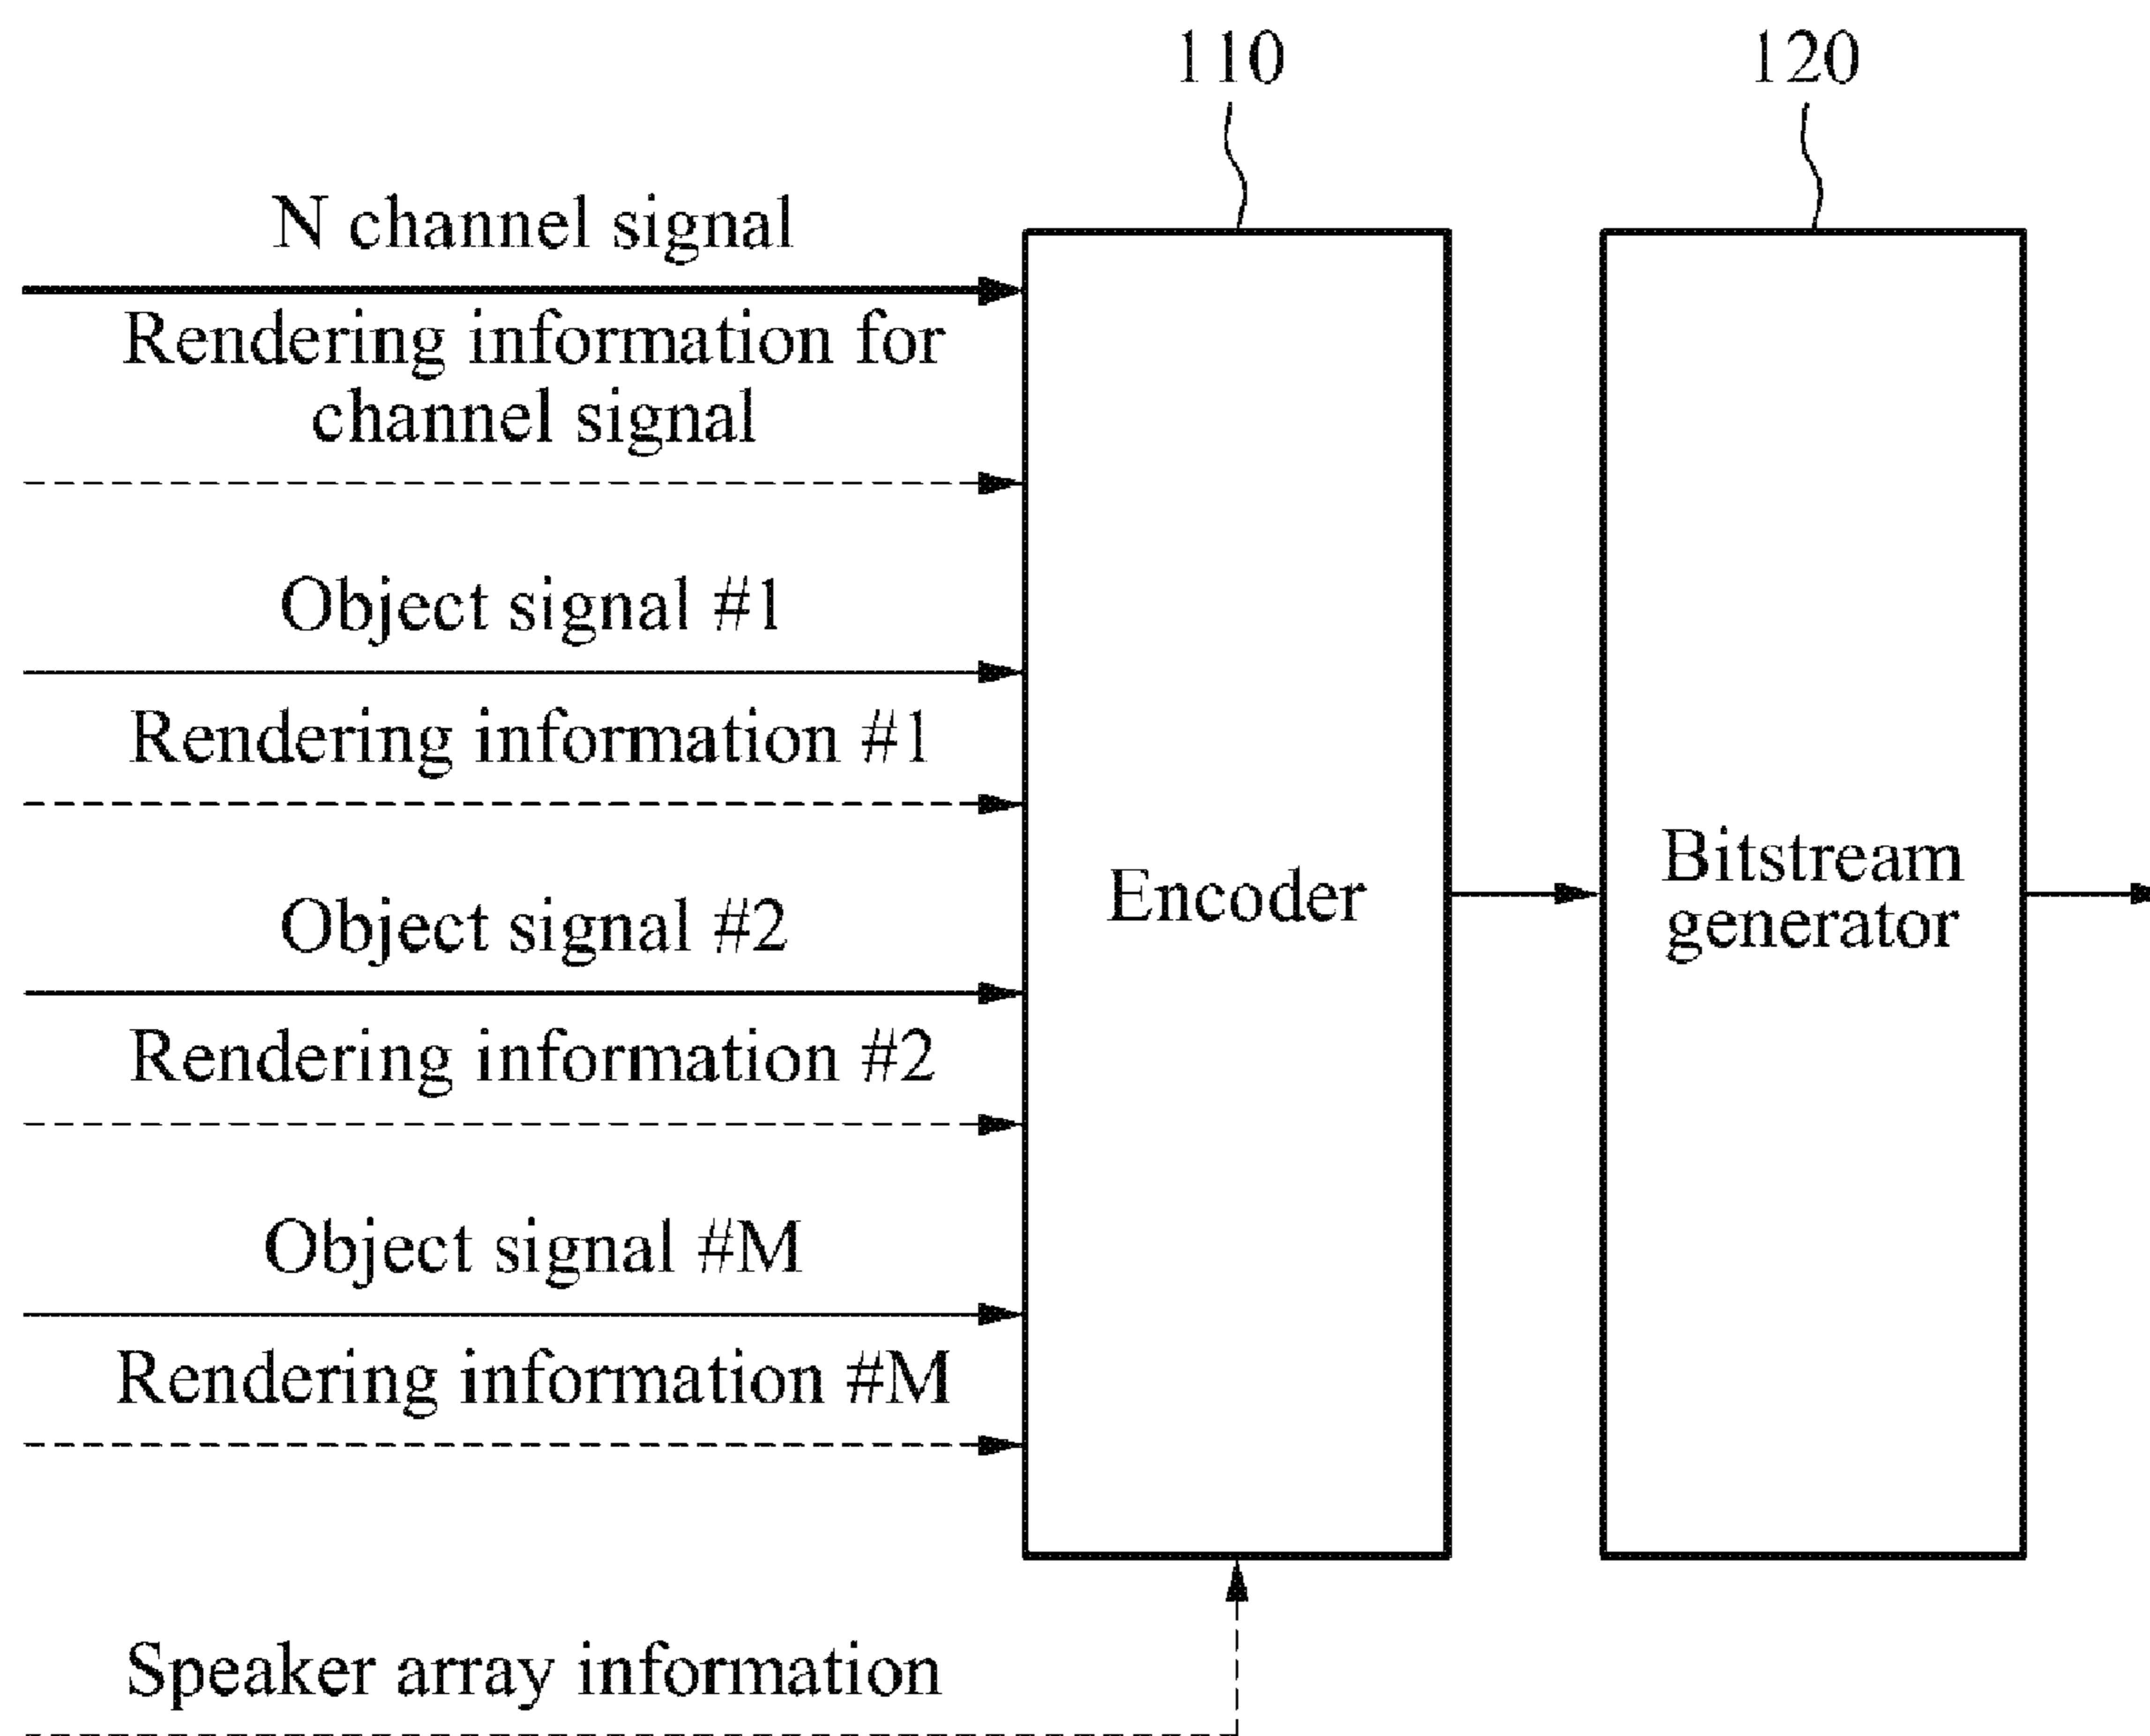 110
120
N channel signal
Rendering information for
channel signal
Object signal #1
Rendering information #1
Object signal #2
Rendering information #2
Object signal #M
Rendering information #M
Encoder
Bitstream
generator
Speaker array information